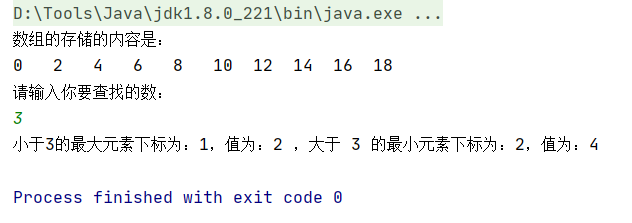 D:\Tools\Java\jdk1.8.0_221\bin\java.exe ...
数组的存储的内容是：
0 2 4 6 8 10 12 14 16 18
请输入你要查找的数：
3
小于3的最大元素下标为：1，值为：2 ，大于 3 的最小元素下标为：2，值为：4
Process finished with exit code 0